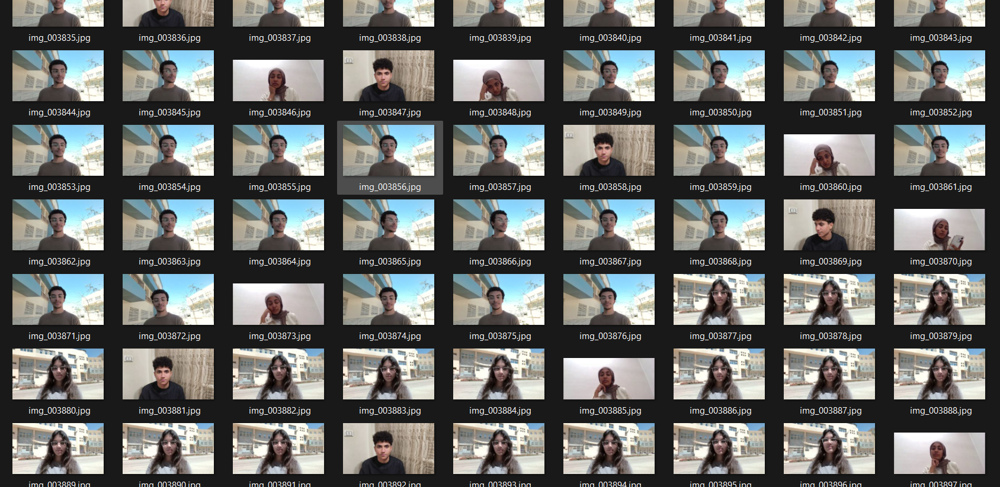 img_003835.jpg img_003836.jpg img_003837.jpg img_003838.jpg img_003839.jpg img_003840.jpg img_003841.jpg img_003842.jpg img_003843.jpg
img_003844.jpg img_003845.jpg img_003846.jpg img_003847.jpg img_003848.jpg img_003849.jpg img_003850.jpg img_003851.jpg img_003852.jpg
img_003853.jpg img_003854.jpg img_003855.jpg img_003856.jpg img_003857.jpg img_003858.jpg img_003859.jpg img_003860.jpg img_003861.jpg
img_003862.jpg img_003863.jpg img_003864.jpg img_003865.jpg img_003866.jpg img_003867.jpg img_003868.jpg img_003869.jpg img_003870.jpg
img_003871.jpg img_003872.jpg img_003873.jpg img_003874.jpg img_003875.jpg img_003876.jpg img_003877.jpg img_003878.jpg img_003879.jpg
img_003880.jpg img_003881.jpg img_003882.jpg img_003883.jpg img_003884.jpg img_003885.jpg img_003886.jpg img_003887.jpg img_003888.jpg
img_003889.jpg img_003890.jpg img_003891.jpg img_003892.jpg img_003893.jpg img_003894.jpg img_003895.jpg img_003896.jpg img_003897.jpg